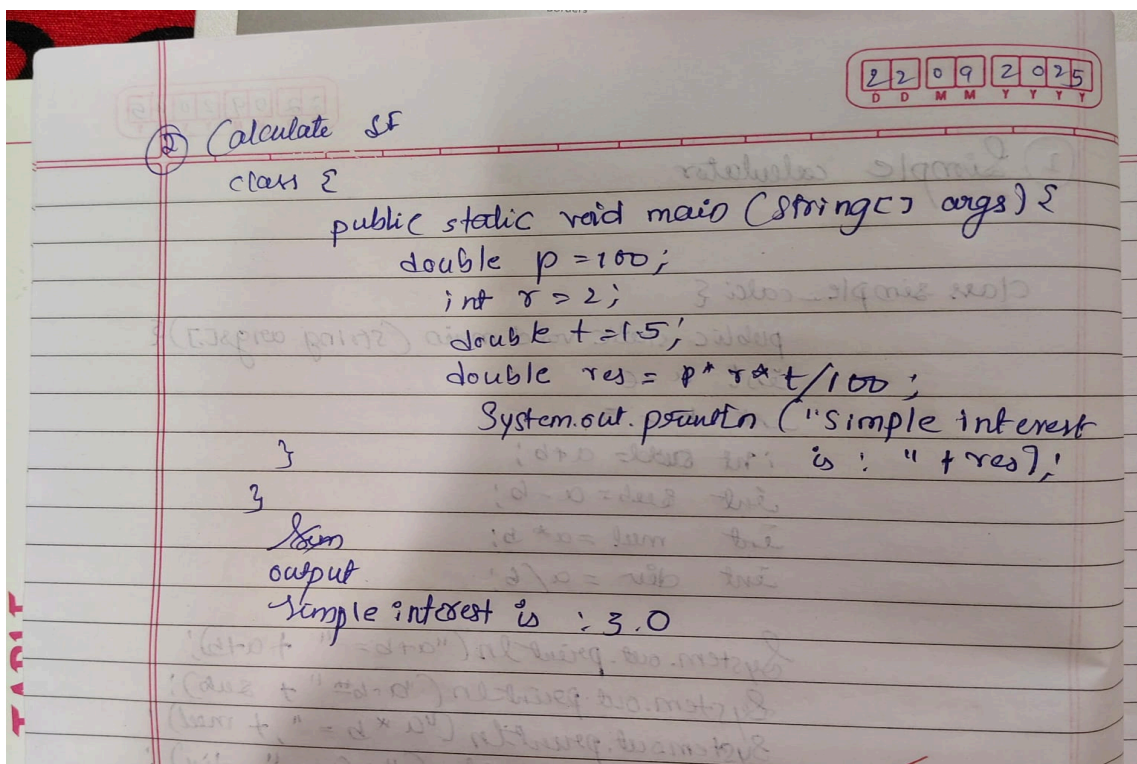 22 09 2025
D D M M Y Y Y Y
② Calculate SI
class {
public static void main (String[] args) {
double p = 100;
int r = 2;
double t = 1.5;
double res = p * r * t/100;
System.out.println ("simple interest
is : " + res);
}
}
output
simple interest is : 3.0